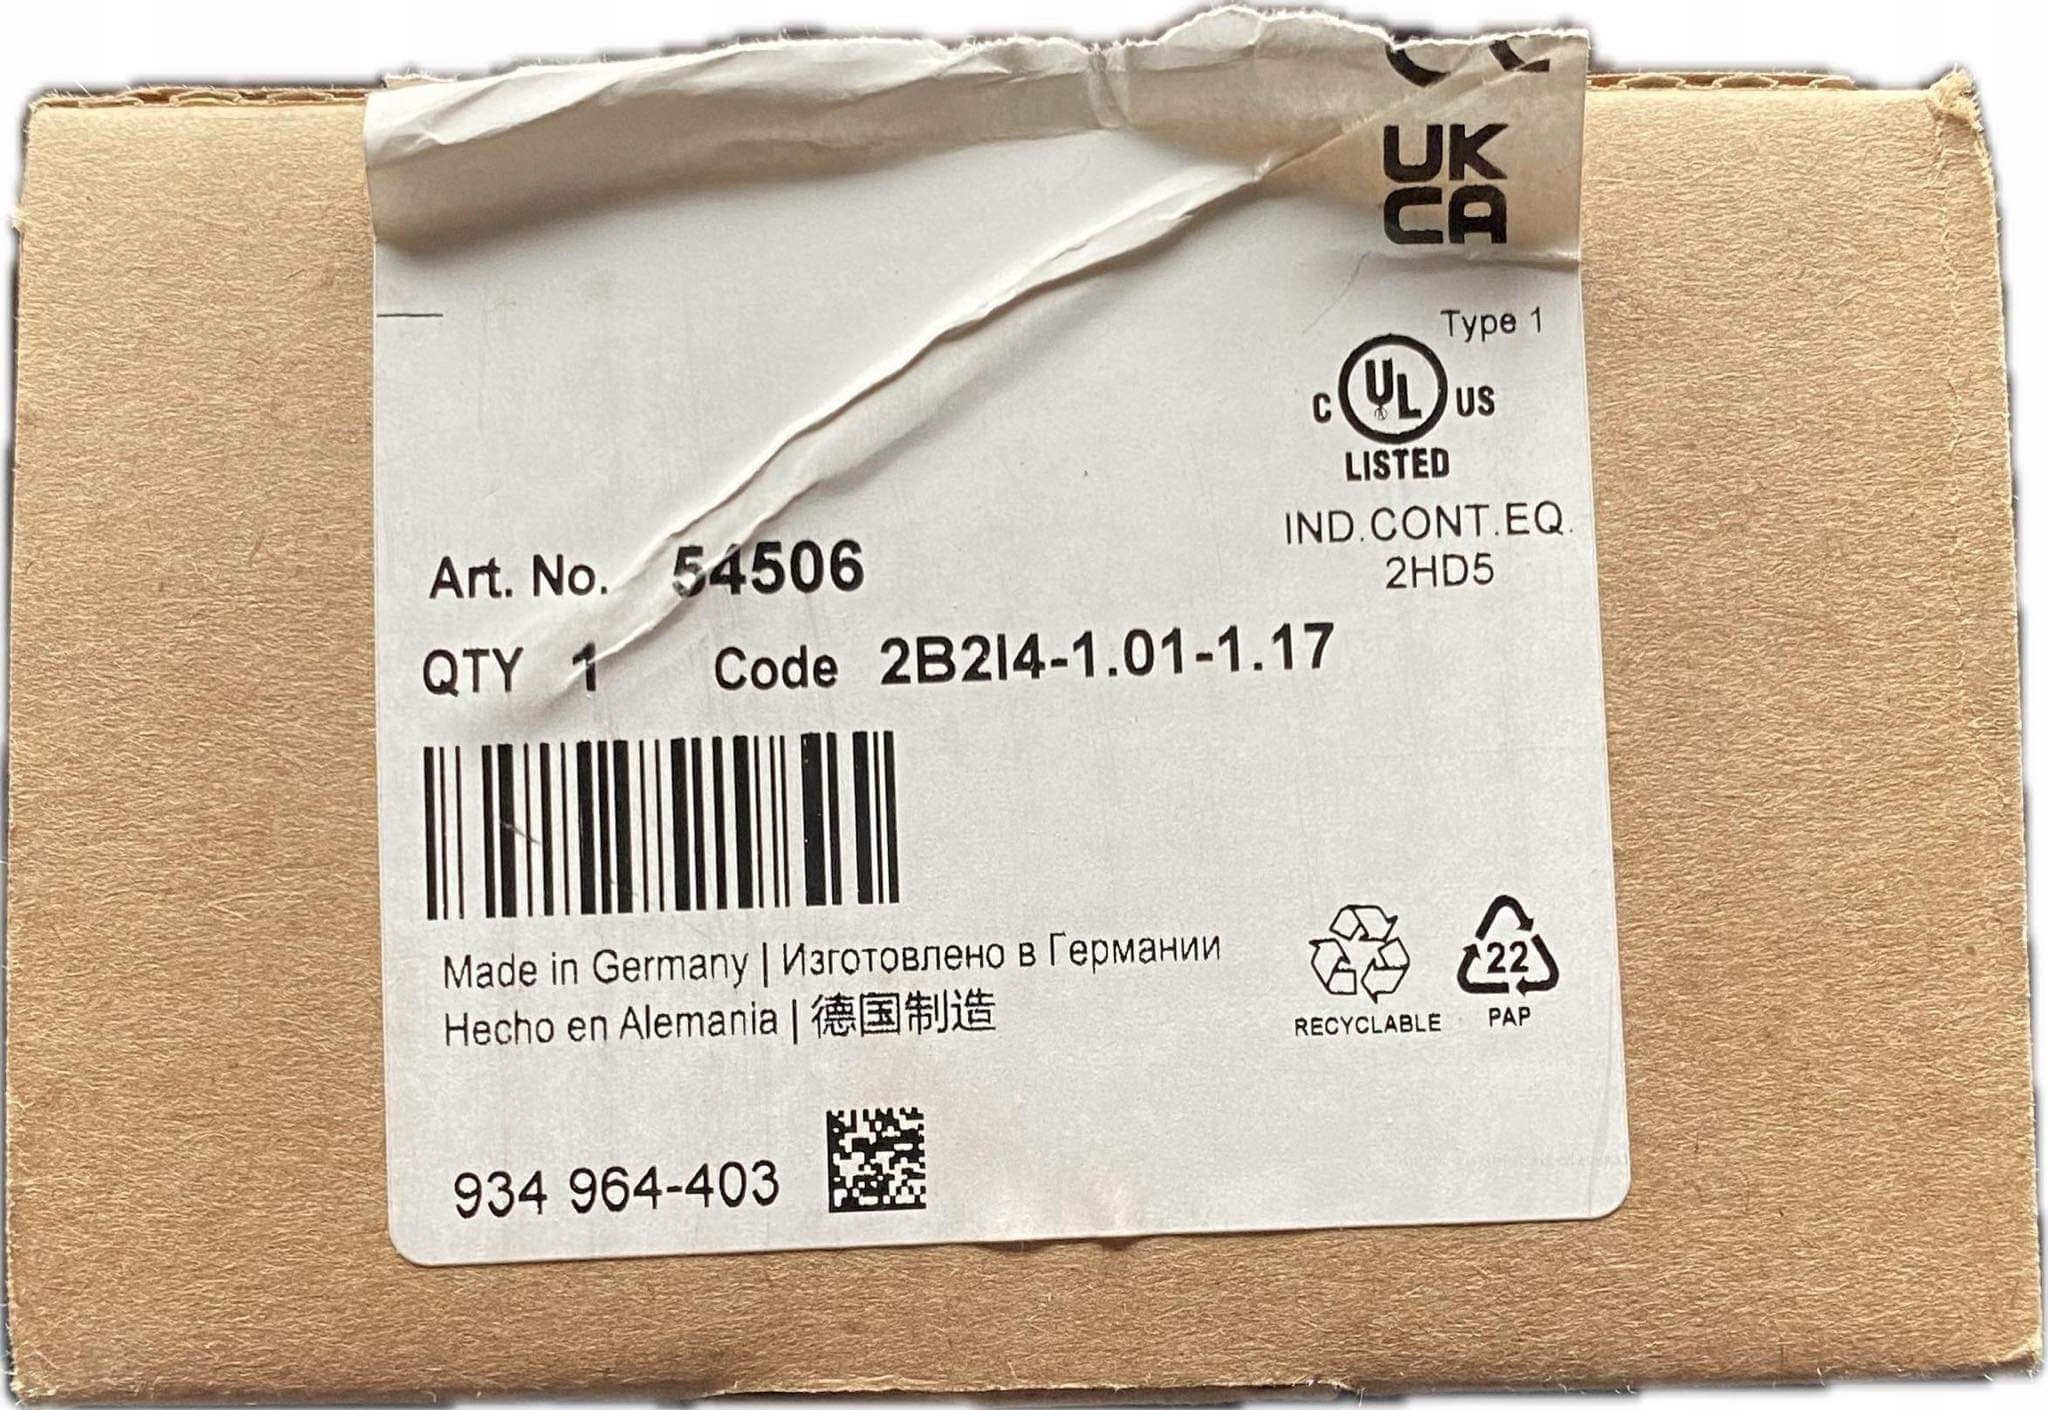 UK
CA
Type 1
C UL US
LISTED
IND.CONT.EQ.
2HD5
Art. No. 54506
QTY 1 Code 2B2I4-1.01-1.17
Made in Germany | Изготовлено в Германии
Hecho en Alemania | 德国制造
RECYCLABLE
22
PAP
934 964-403